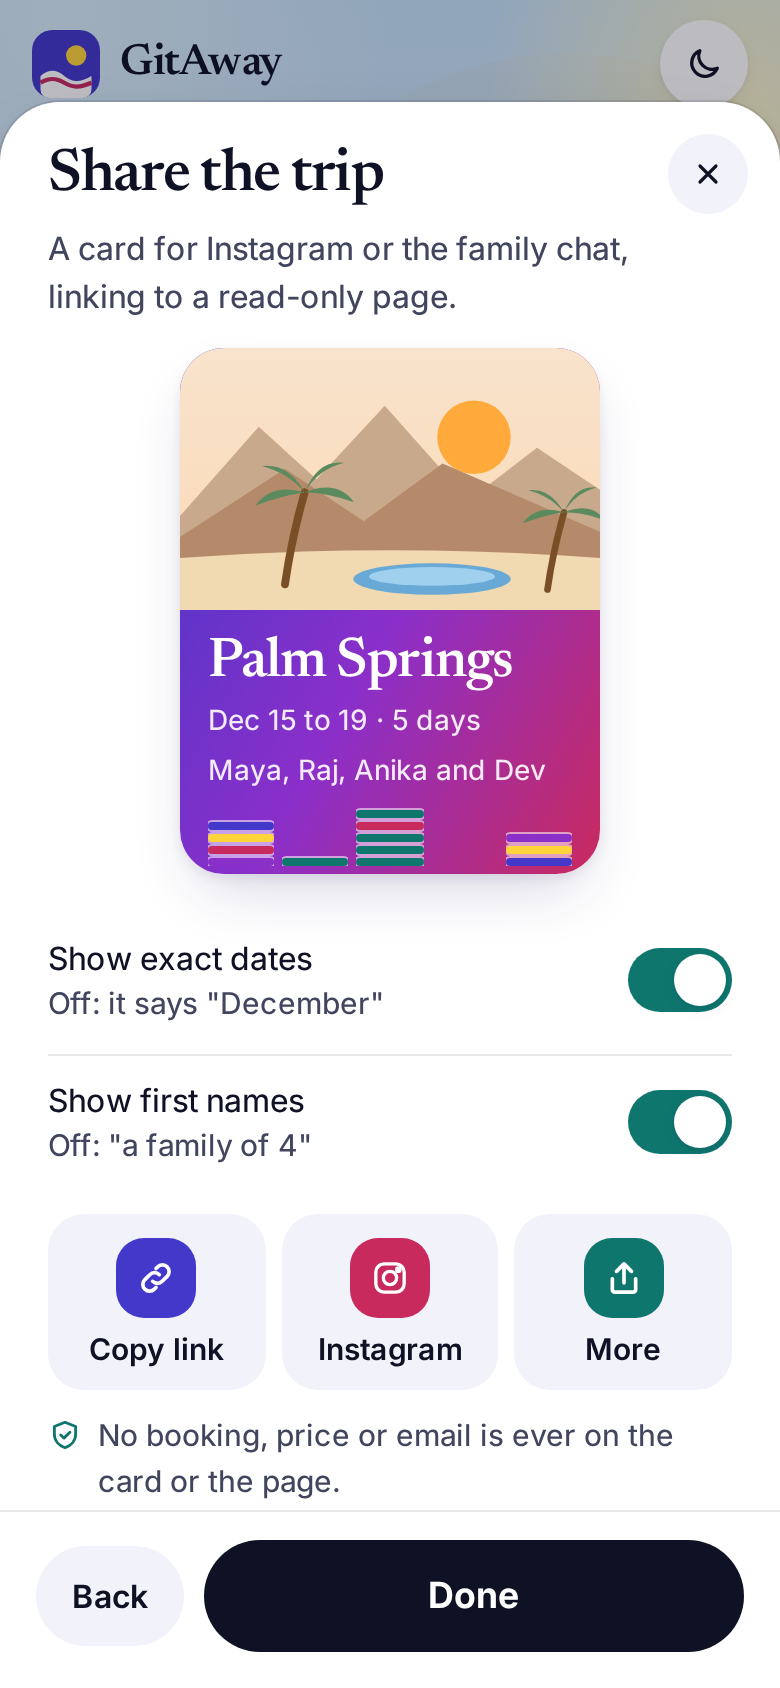 GitAway
Share the trip
A card for Instagram or the family chat,
linking to a read-only page.
Palm Springs
Dec 15 to 19 · 5 days
Maya, Raj, Anika and Dev
Show exact dates
Off: it says "December"
Show first names
Off: "a family of 4"
Copy link
Instagram
More
No booking, price or email is ever on the
card or the page.
Back
Done